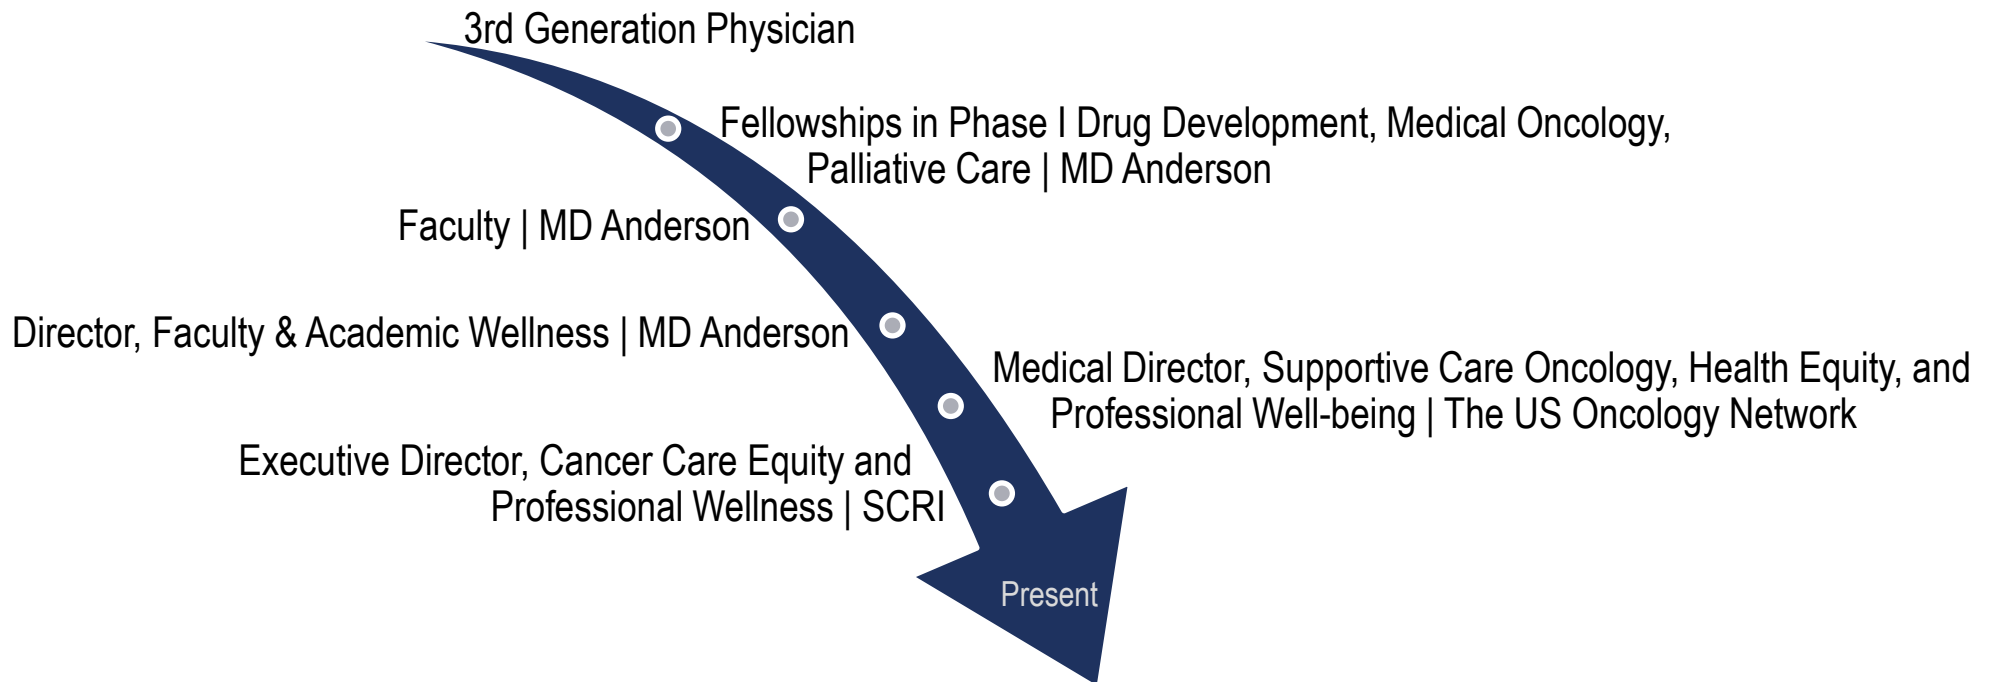 3rd Generation Physician
Fellowships in Phase I Drug Development, Medical Oncology,
Palliative Care | MD Anderson
Faculty | MD Anderson
Director, Faculty & Academic Wellness | MD Anderson
Medical Director, Supportive Care Oncology, Health Equity, and
Professional Well-being | The US Oncology Network
Executive Director, Cancer Care Equity and
Professional Wellness | SCRI
Present